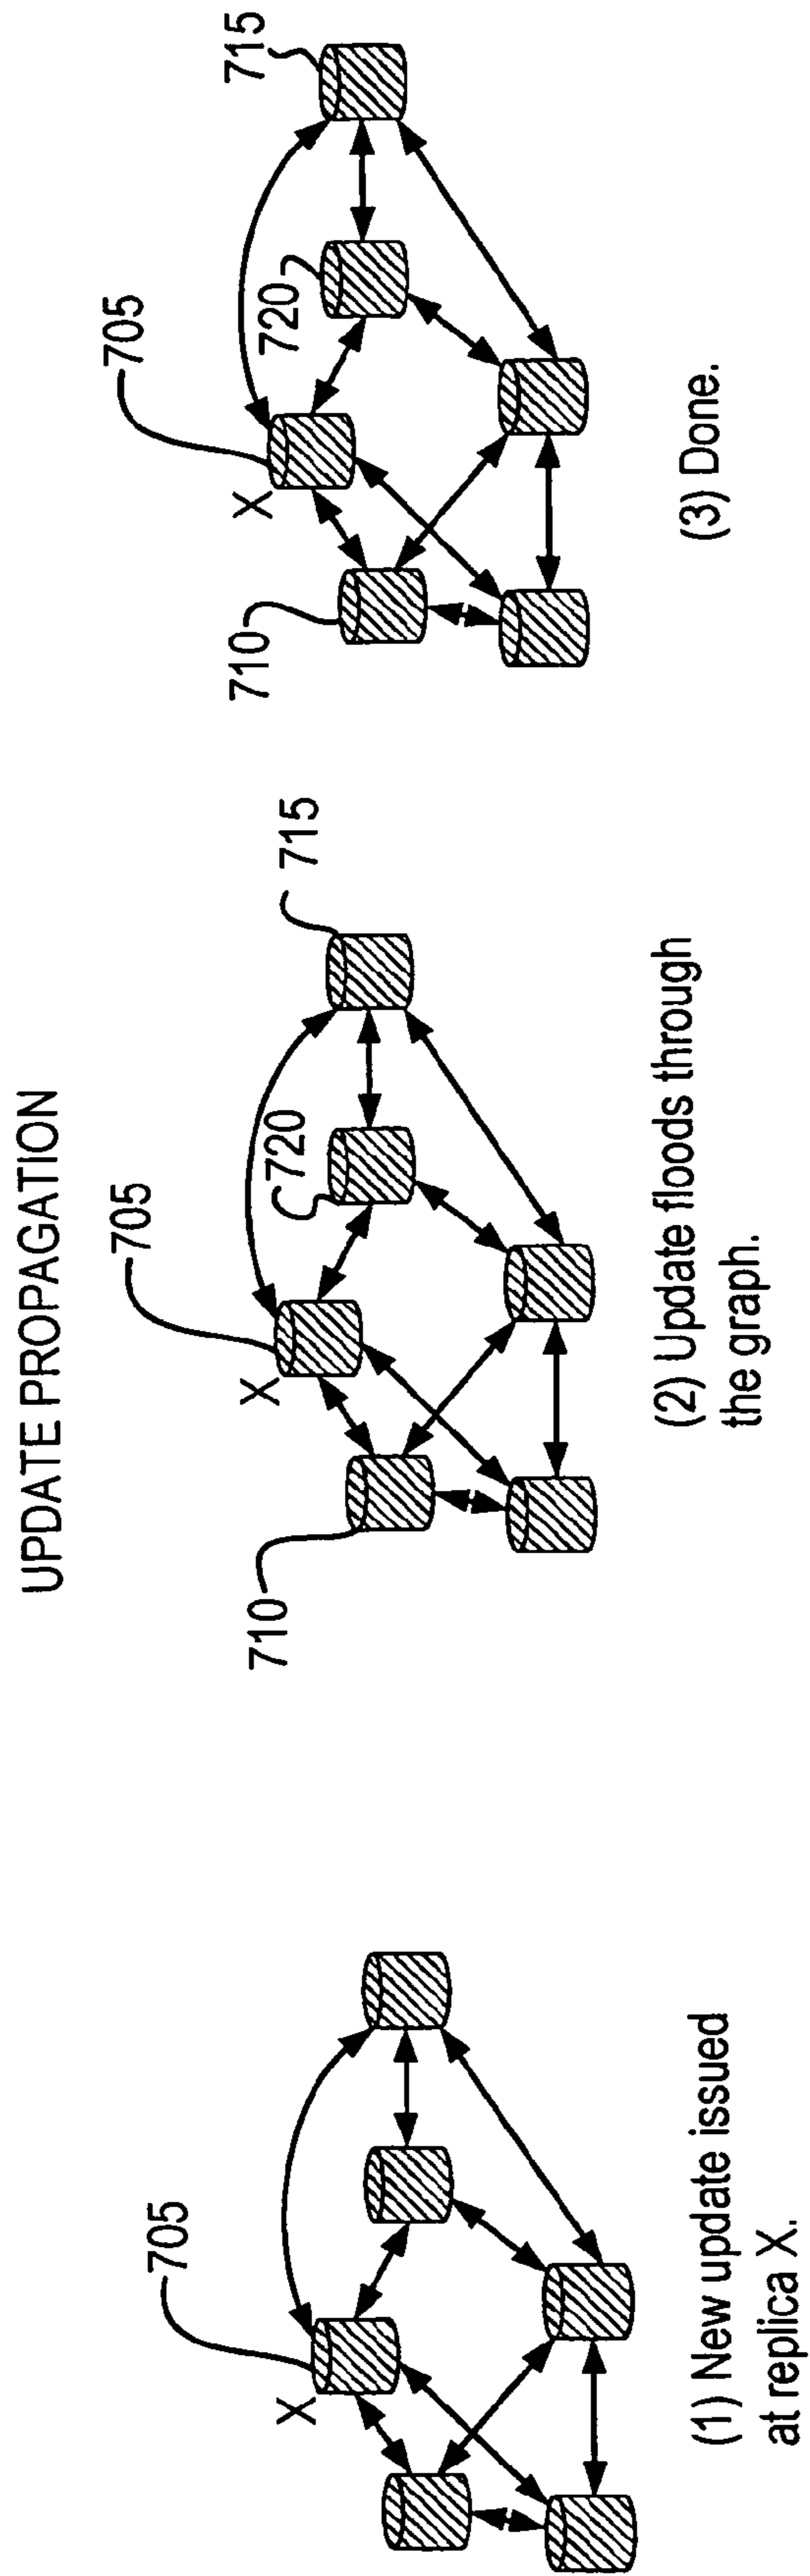 UPDATE PROPAGATION
705
X
(1) New update issued
at replica X.
705
X
710
720
715
(2) Update floods through
the graph.
705
X
710
720
715
(3) Done.